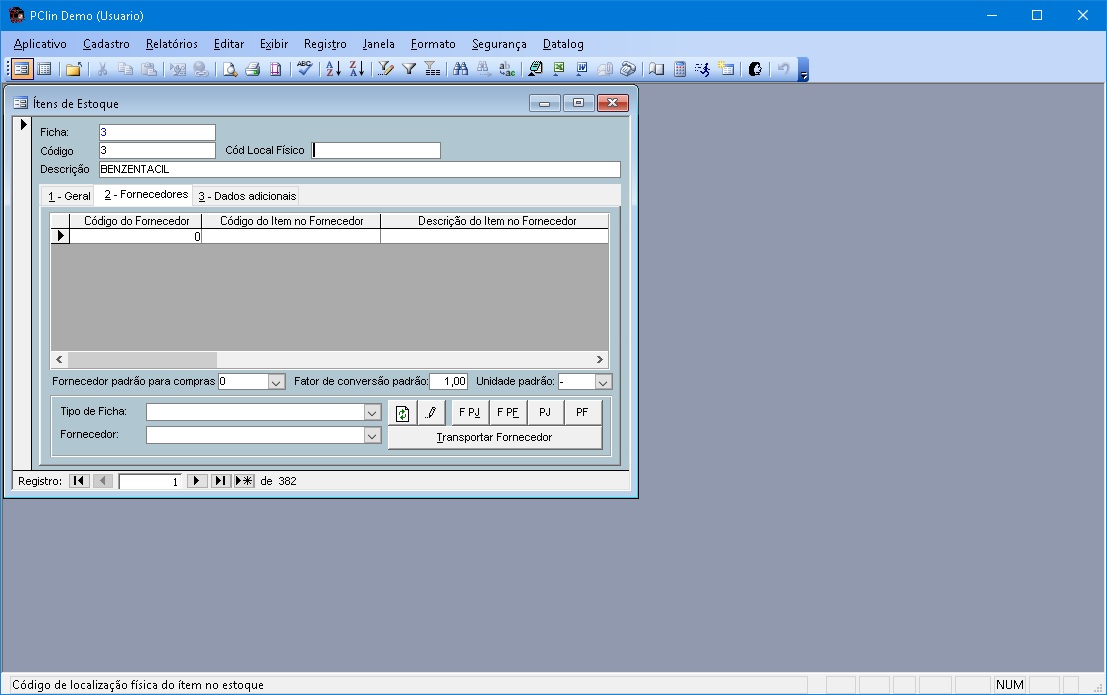 PClin Demo (Usuario)
Aplicativo Cadastro Relatórios Editar Exibir Registro Janela Formato Segurança Datalog
Ítens de Estoque
Ficha: 3
Código 3 Cód Local Físico
Descrição BENZENTACIL
1 - Geral 2 - Fornecedores 3 - Dados adicionais
Código do Fornecedor Código do Item no Fornecedor Descrição do Item no Fornecedor
0
Fornecedor padrão para compras 0 Fator de conversão padrão: 1,00 Unidade padrão: -
Tipo de Ficha: F PJ F PF PJ PF
Fornecedor: Transportar Fornecedor
Registro: 1 de 382
Código de localização física do ítem no estoque NUM